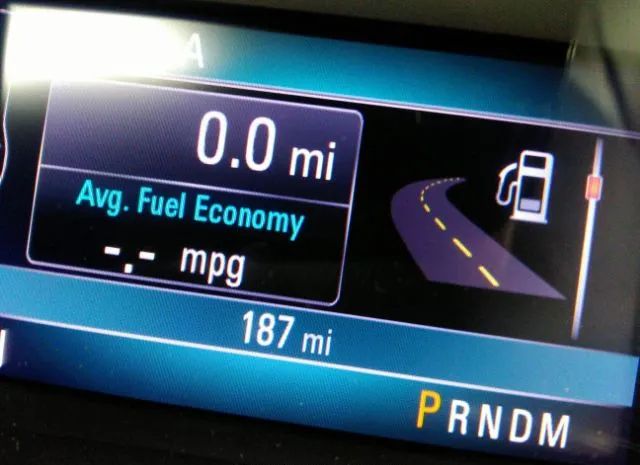 A
0.0 mi
Avg. Fuel Economy
-.- mpg
187 mi
PRNDM